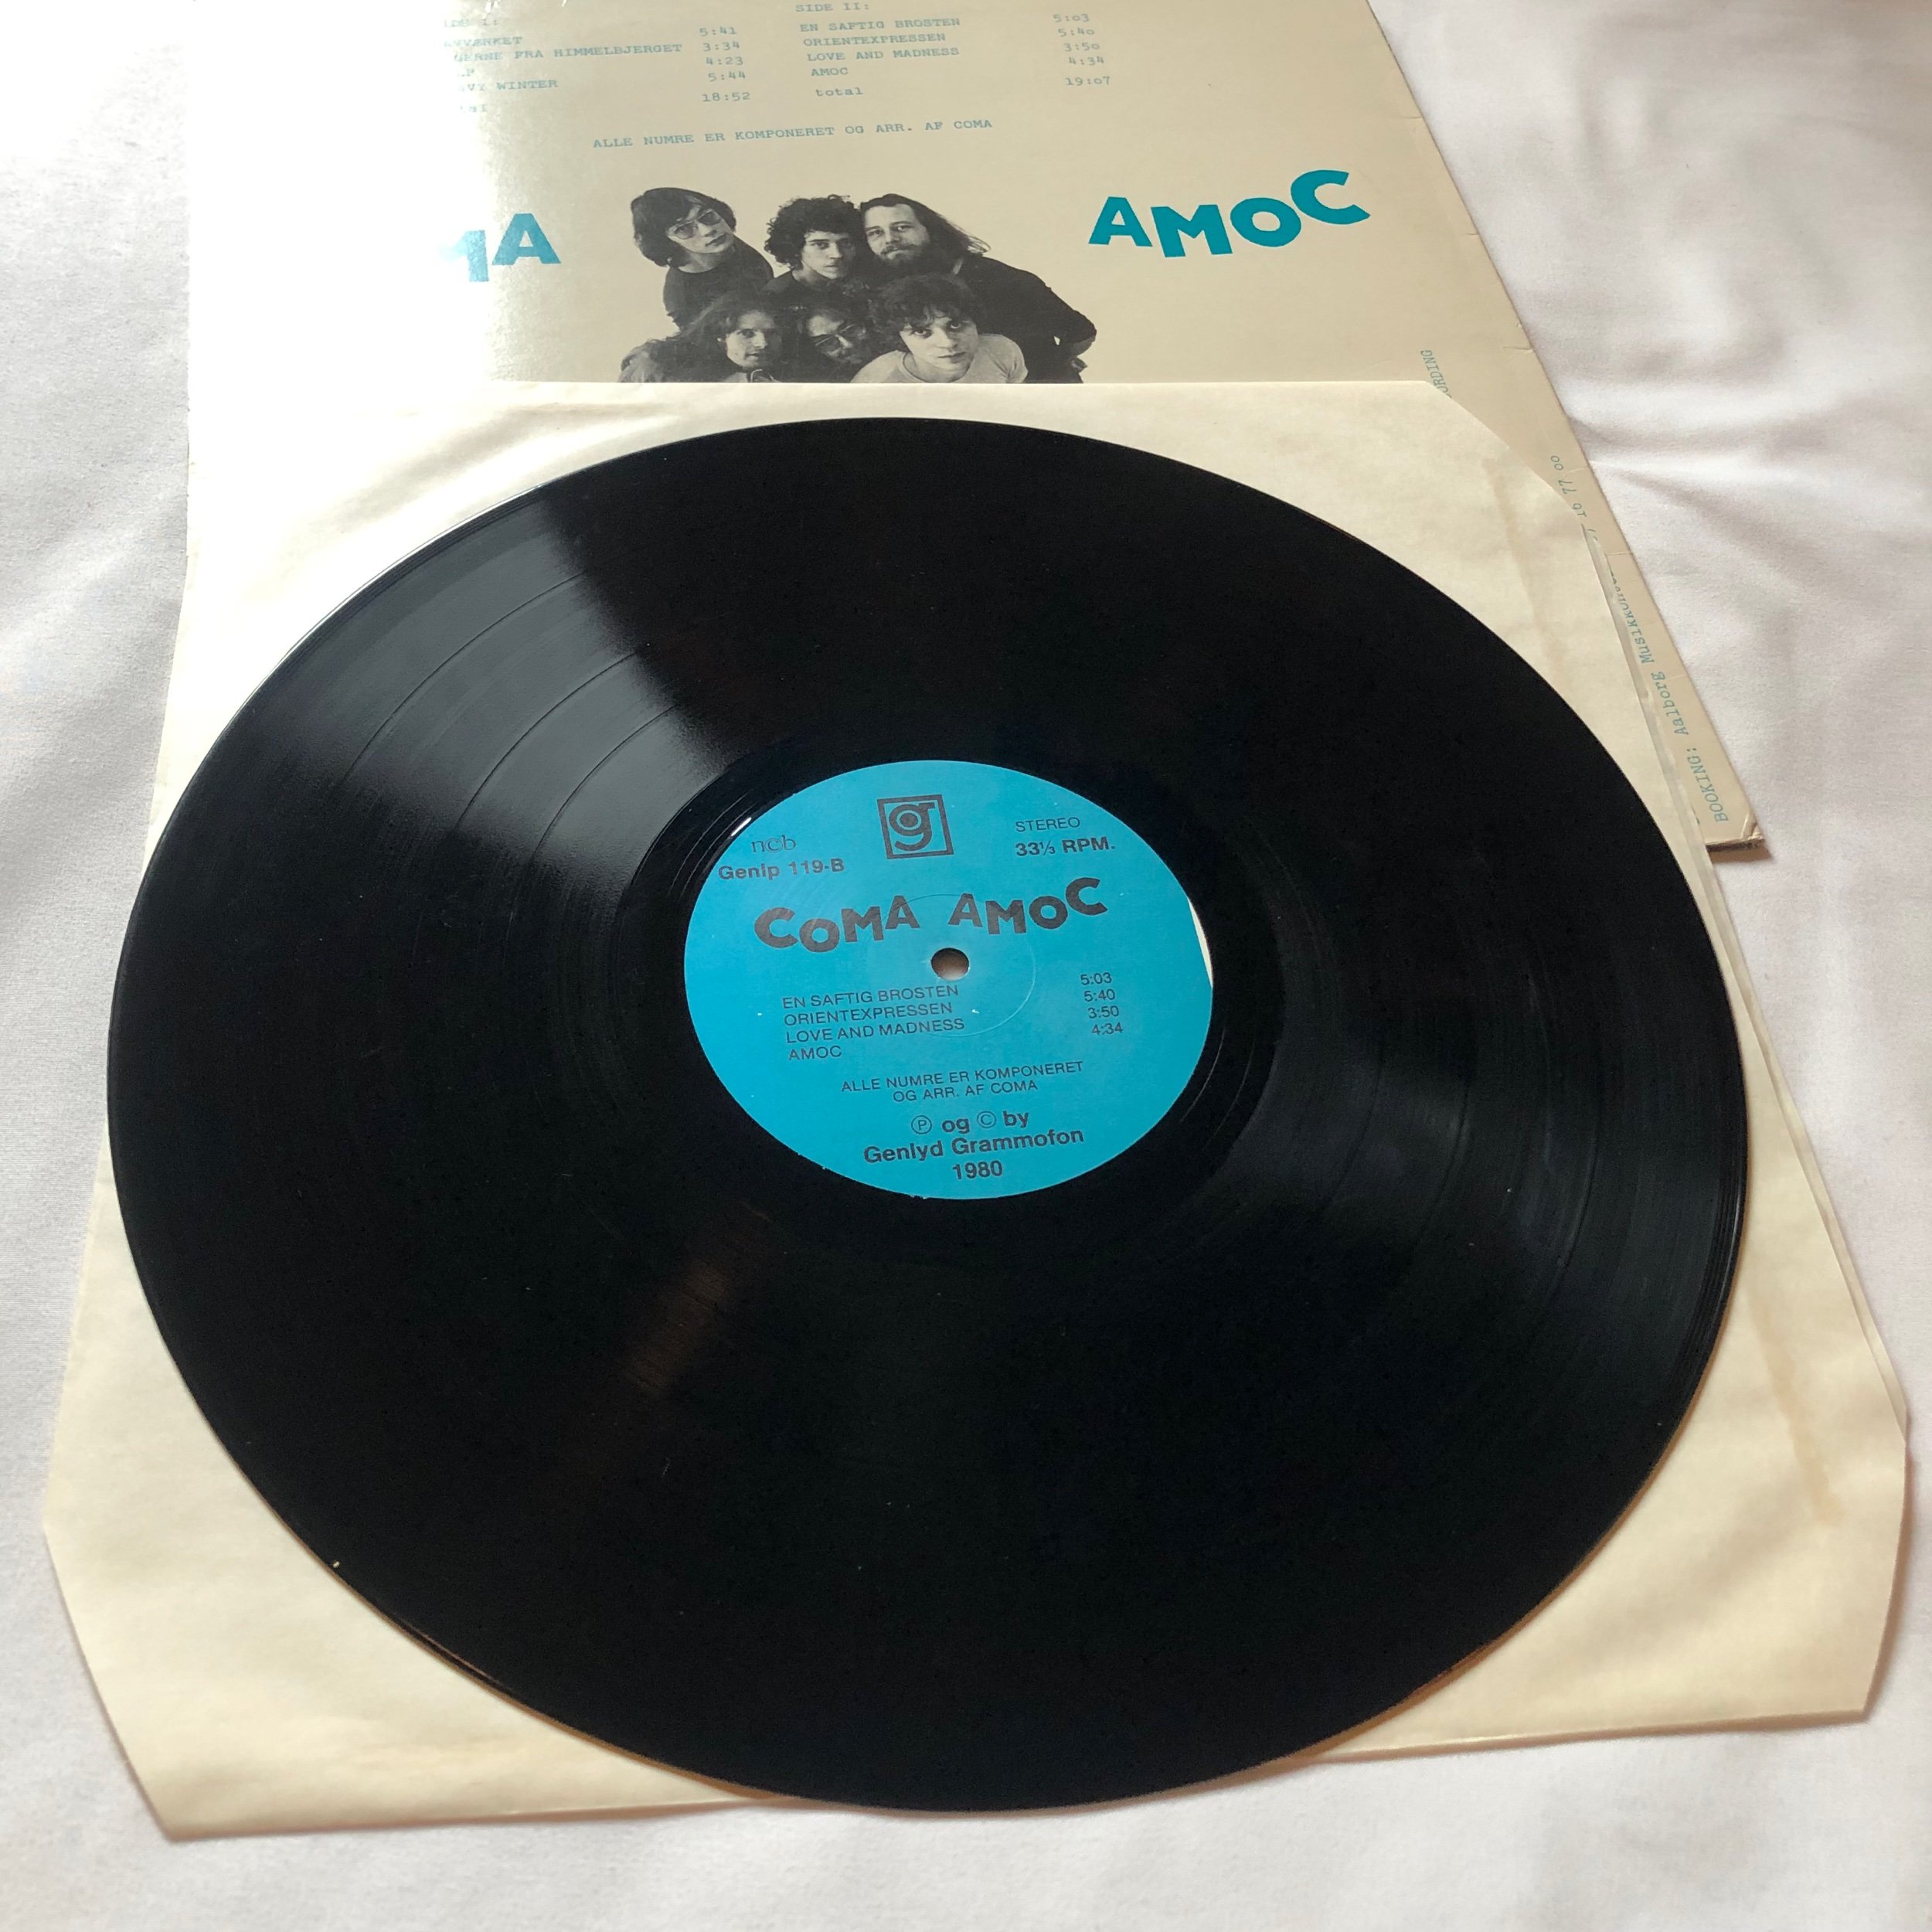 SIDE II:
5:41
FRA HIMMELBJERGET 3:34
4:23
WINTER 5:44
18:52
EN SAFTIG BROSTEN 5:03
ORIENTEXPRESSEN 5:40
LOVE AND MADNESS 3:50
AMOC 4:34
total 19:07
ALLE NUMRE ER KOMPONERET OG ARR. AF COMA
AMOC
BOOKING: Aalborg
77 00
ncb
Genlp 119-B
g
STEREO
33⅓ RPM.
COMA AMOC
EN SAFTIG BROSTEN 5:03
ORIENTEXPRESSEN 5:40
LOVE AND MADNESS 3:50
AMOC 4:34
ALLE NUMRE ER KOMPONERET
OG ARR. AF COMA
Ⓟ og © by
Genlyd Grammofon
1980